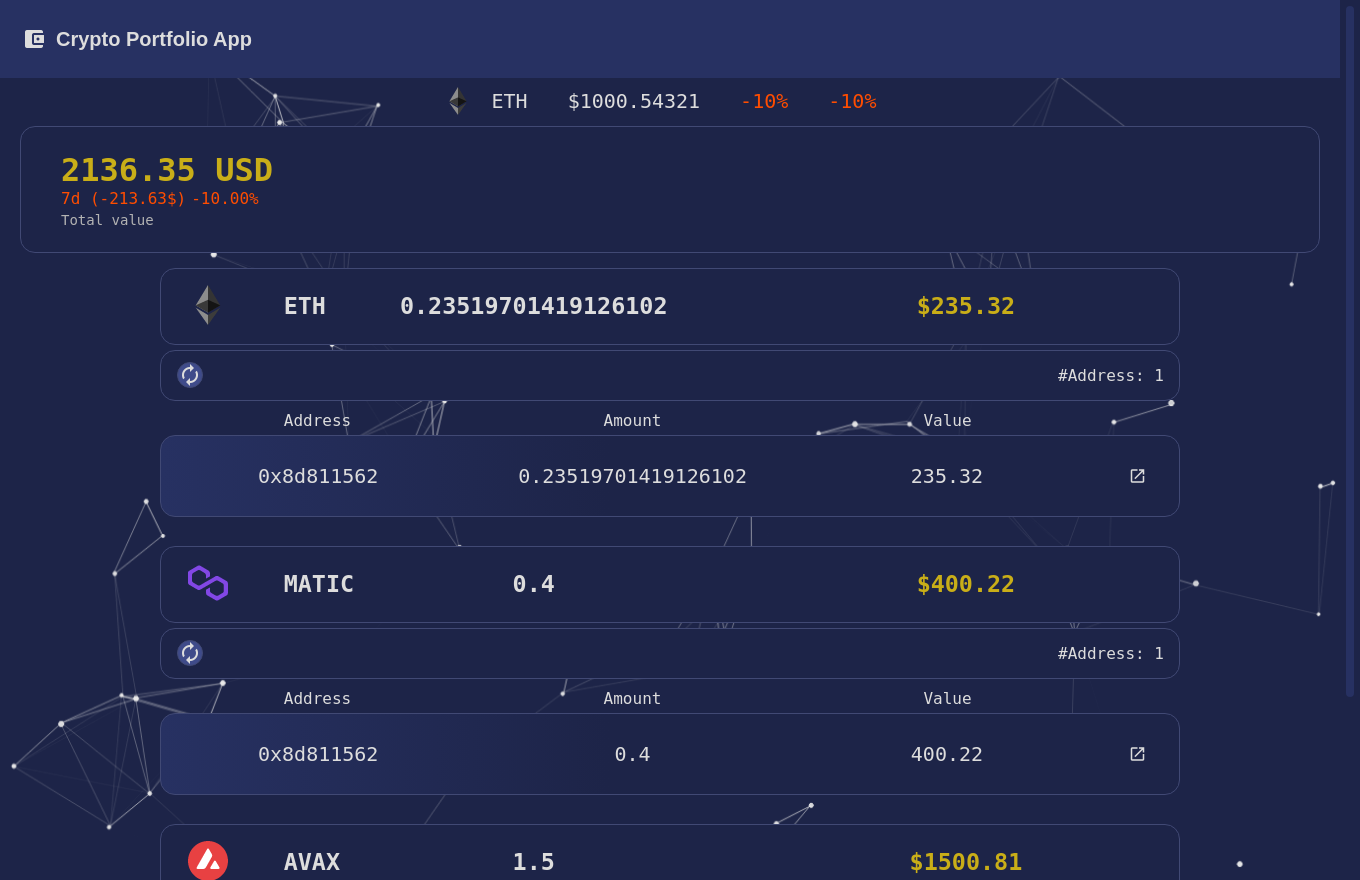 Crypto Portfolio App
ETH $1000.54321 -10% -10%
2136.35 USD
7d (-213.63$) -10.00%
Total value
ETH 0.23519701419126102 $235.32
#Address: 1
Address Amount Value
0x8d811562 0.23519701419126102 235.32
MATIC 0.4 $400.22
#Address: 1
Address Amount Value
0x8d811562 0.4 400.22
AVAX 1.5 $1500.81